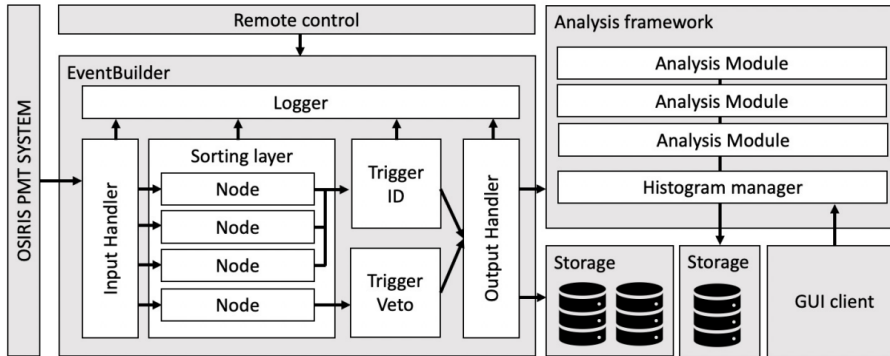 OSIRIS PMT SYSTEM
Remote control
EventBuilder
Logger
Input Handler
Sorting layer
Node
Node
Node
Node
Trigger
ID
Trigger
Veto
Output Handler
Analysis framework
Analysis Module
Analysis Module
Analysis Module
Histogram manager
Storage
Storage
GUI client